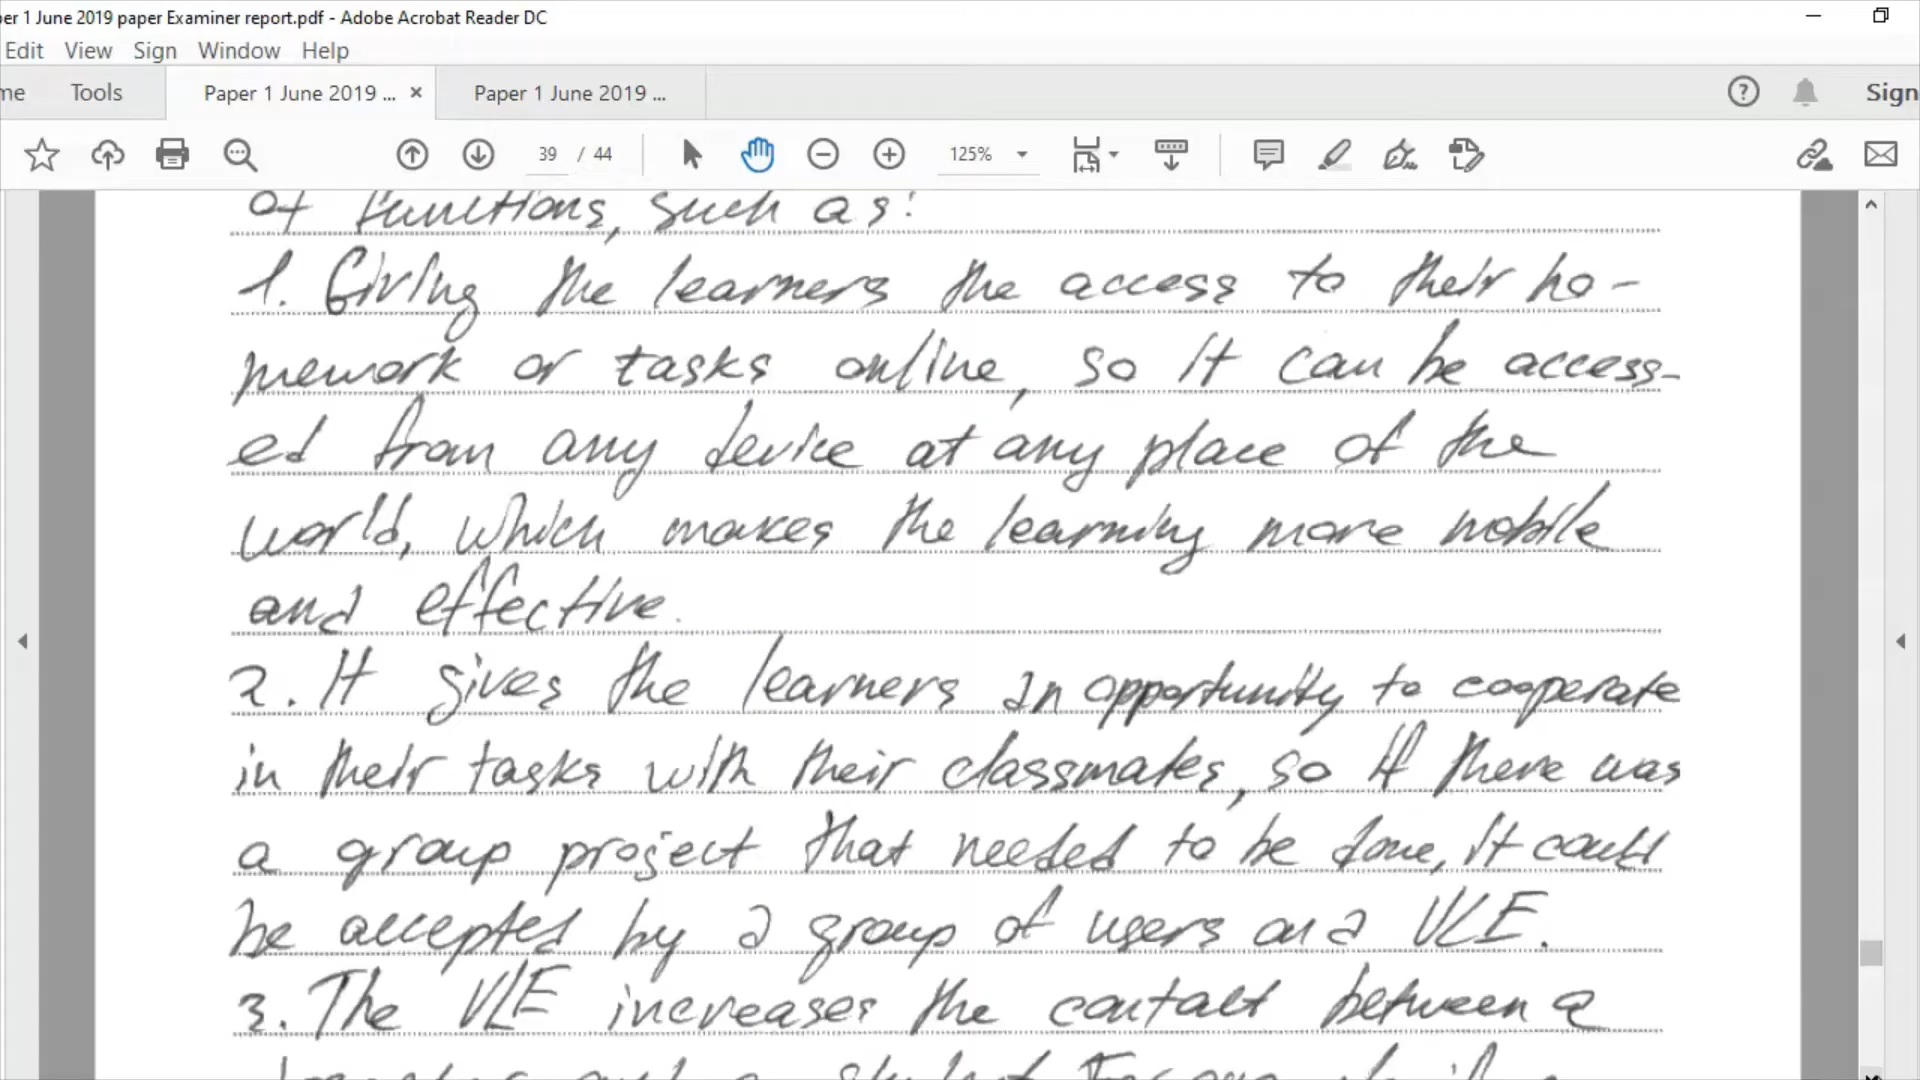 er 1 June 2019 paper Examiner report.pdf - Adobe Acrobat Reader DC
Edit View Sign Window Help
me Tools Paper 1 June 2019 ... × Paper 1 June 2019 ... Sign
39 / 44 125%
of functions, such as:
1. Giving the learners the access to their ho-
mework or tasks online, so it can be access-
ed from any device at any place of the
world, which makes the learning more mobile
and effective.
2. It gives the learners an opportunity to cooperate
in their tasks with their classmates, so if there was
a group project that needed to be done, it could
be accepted by a group of users on a VLE.
3. The VLE increases the contact between a
and a student